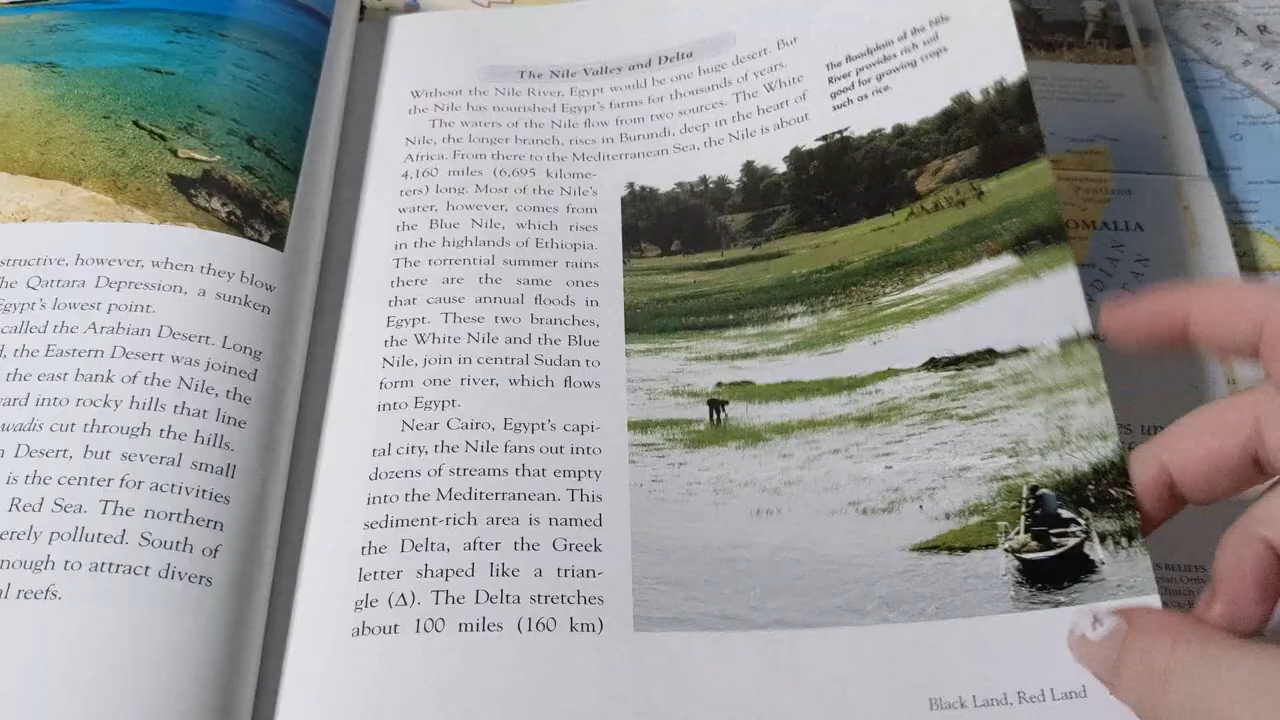 structive, however, when they blow
he Qattara Depression, a sunken
Egypt's lowest point.
called the Arabian Desert. Long
, the Eastern Desert was joined
the east bank of the Nile, the
ard into rocky hills that line
wadis cut through the hills.
Desert, but several small
is the center for activities
Red Sea. The northern
erely polluted. South of
nough to attract divers
l reefs.
The Nile Valley and Delta
Without the Nile River, Egypt would be one huge desert. But
the Nile has nourished Egypt's farms for thousands of years.
The waters of the Nile flow from two sources. The White
Nile, the longer branch, rises in Burundi, deep in the heart of
Africa. From there to the Mediterranean Sea, the Nile is about
4,160 miles (6,695 kilome-
ters) long. Most of the Nile's
water, however, comes from
the Blue Nile, which rises
in the highlands of Ethiopia.
The torrential summer rains
there are the same ones
that cause annual floods in
Egypt. These two branches,
the White Nile and the Blue
Nile, join in central Sudan to
form one river, which flows
into Egypt.
Near Cairo, Egypt's capi-
tal city, the Nile fans out into
dozens of streams that empty
into the Mediterranean. This
sediment-rich area is named
the Delta, after the Greek
letter shaped like a trian-
gle (Δ). The Delta stretches
about 100 miles (160 km)
The floodplain of the Nile
River provides rich soil
good for growing crops
such as rice.
Black Land, Red Land
Puntland
OMALIA
BELIEFS